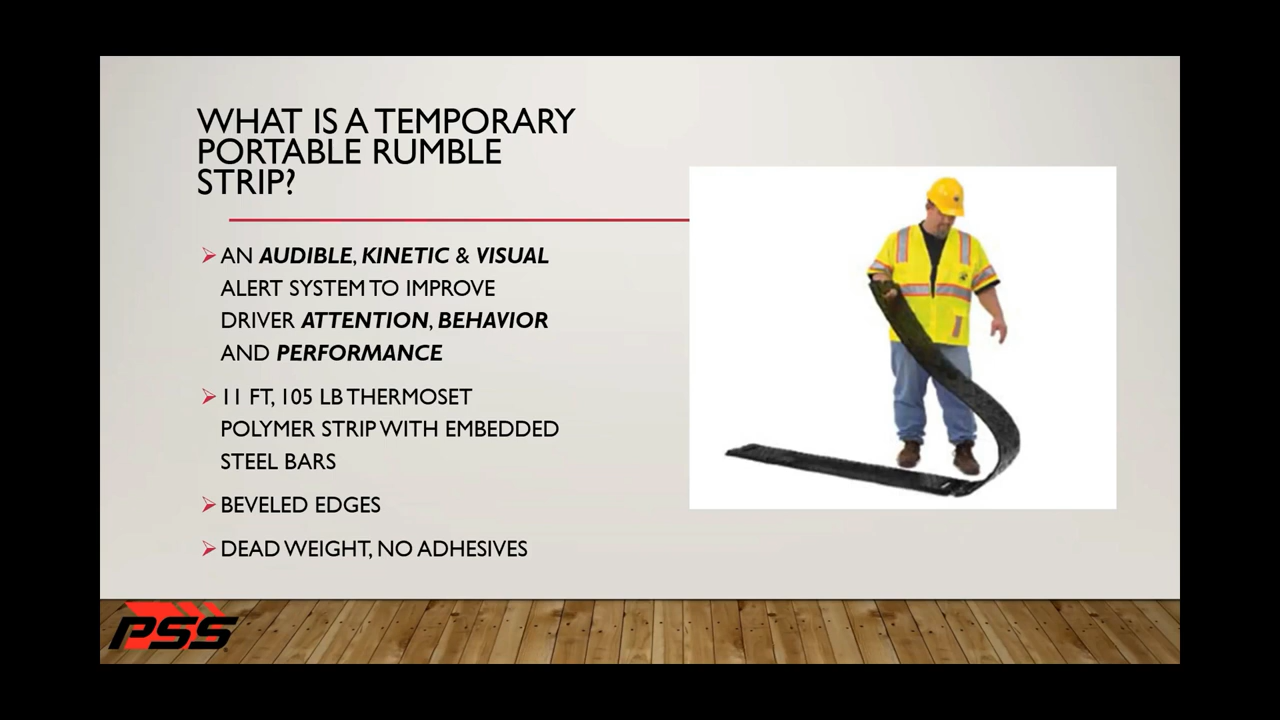 WHAT IS A TEMPORARY
PORTABLE RUMBLE
STRIP?
AN AUDIBLE, KINETIC & VISUAL
ALERT SYSTEM TO IMPROVE
DRIVER ATTENTION, BEHAVIOR
AND PERFORMANCE
11 FT, 105 LB THERMOSET
POLYMER STRIP WITH EMBEDDED
STEEL BARS
BEVELED EDGES
DEAD WEIGHT, NO ADHESIVES
PSS